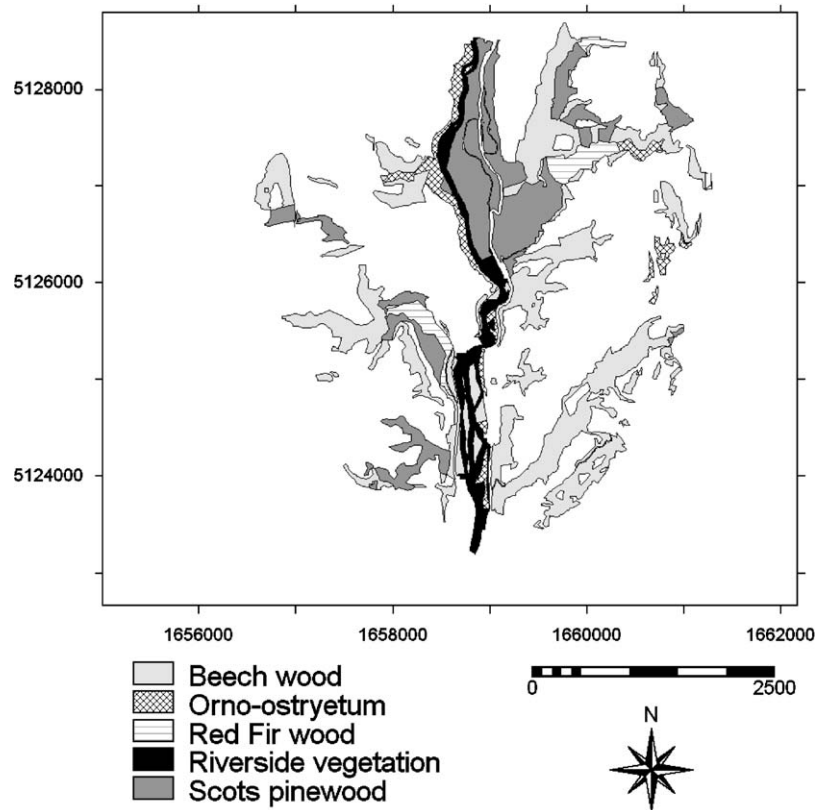 5128000
5126000
5124000
1656000 1658000 1660000 1662000
Beech wood
Orno-ostryetum
Red Fir wood
Riverside vegetation
Scots pinewood
0 2500
N